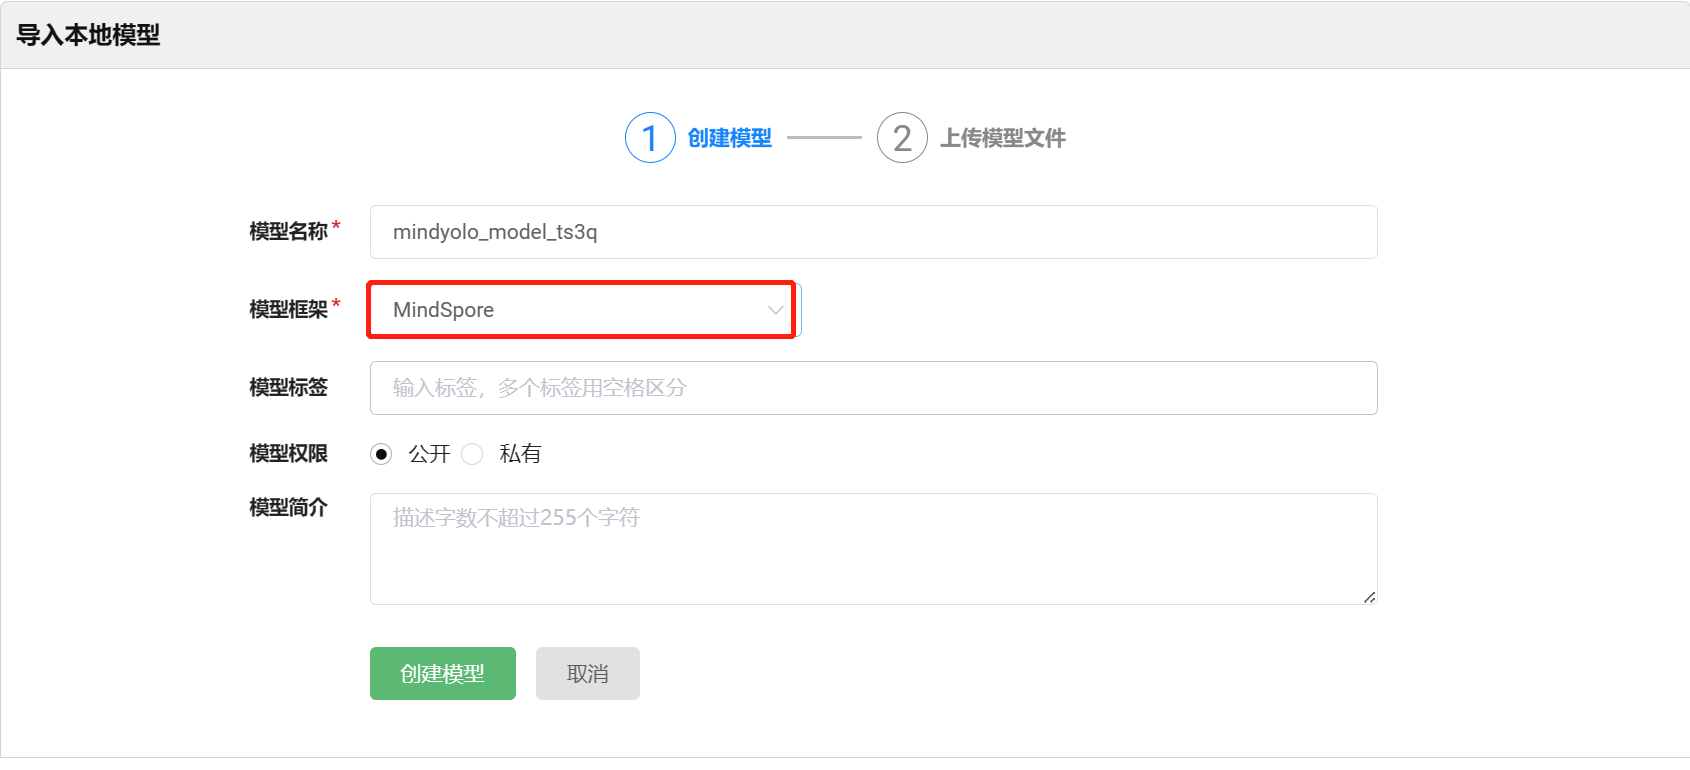 导入本地模型
1 创建模型 2 上传模型文件
模型名称* mindyolo_model_ts3q
模型框架* MindSpore
模型标签 输入标签，多个标签用空格区分
模型权限 公开 私有
模型简介 描述字数不超过255个字符
创建模型 取消